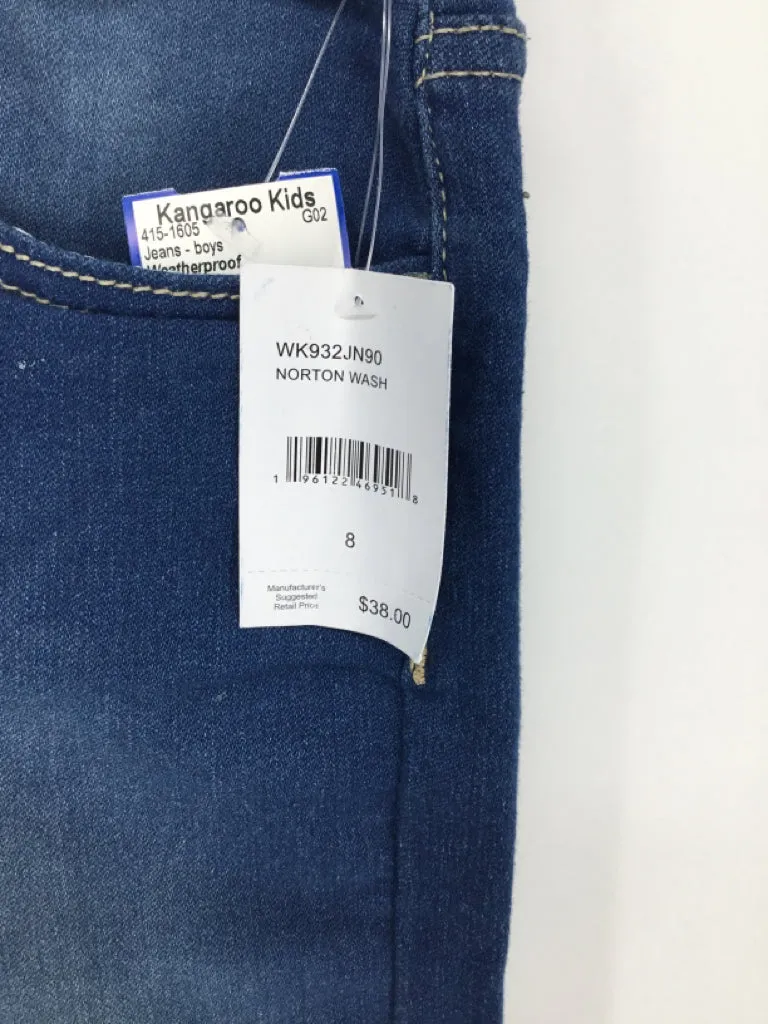 Kangaroo Kids
415-1605
G02
Jeans - boys
Weatherproof
WK932JN90
NORTON WASH
1 96122 46951 8
8
Manufacturer's
Suggested
Retail Price
$38.00